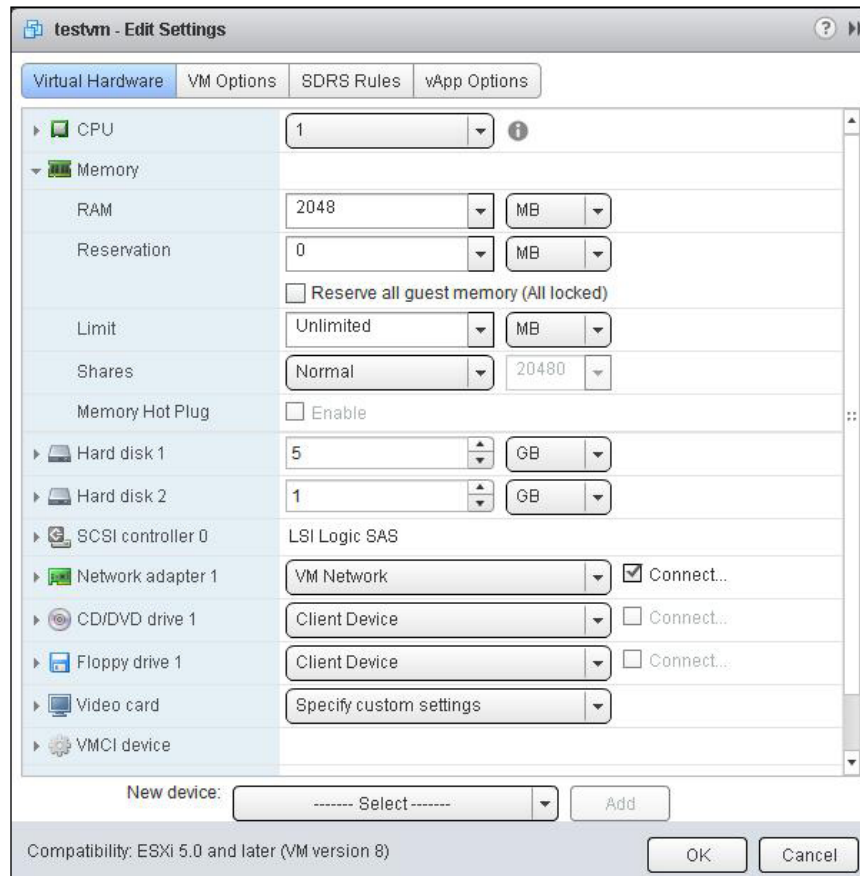 testvm - Edit Settings
Virtual Hardware VM Options SDRS Rules vApp Options
CPU 1
Memory
RAM 2048 MB
Reservation 0 MB
Reserve all guest memory (All locked)
Limit Unlimited MB
Shares Normal 20480
Memory Hot Plug Enable
Hard disk 1 5 GB
Hard disk 2 1 GB
SCSI controller 0 LSI Logic SAS
Network adapter 1 VM Network Connect...
CD/DVD drive 1 Client Device Connect...
Floppy drive 1 Client Device Connect...
Video card Specify custom settings
VMCI device
New device: ------- Select ------- Add
Compatibility: ESXi 5.0 and later (VM version 8) OK Cancel